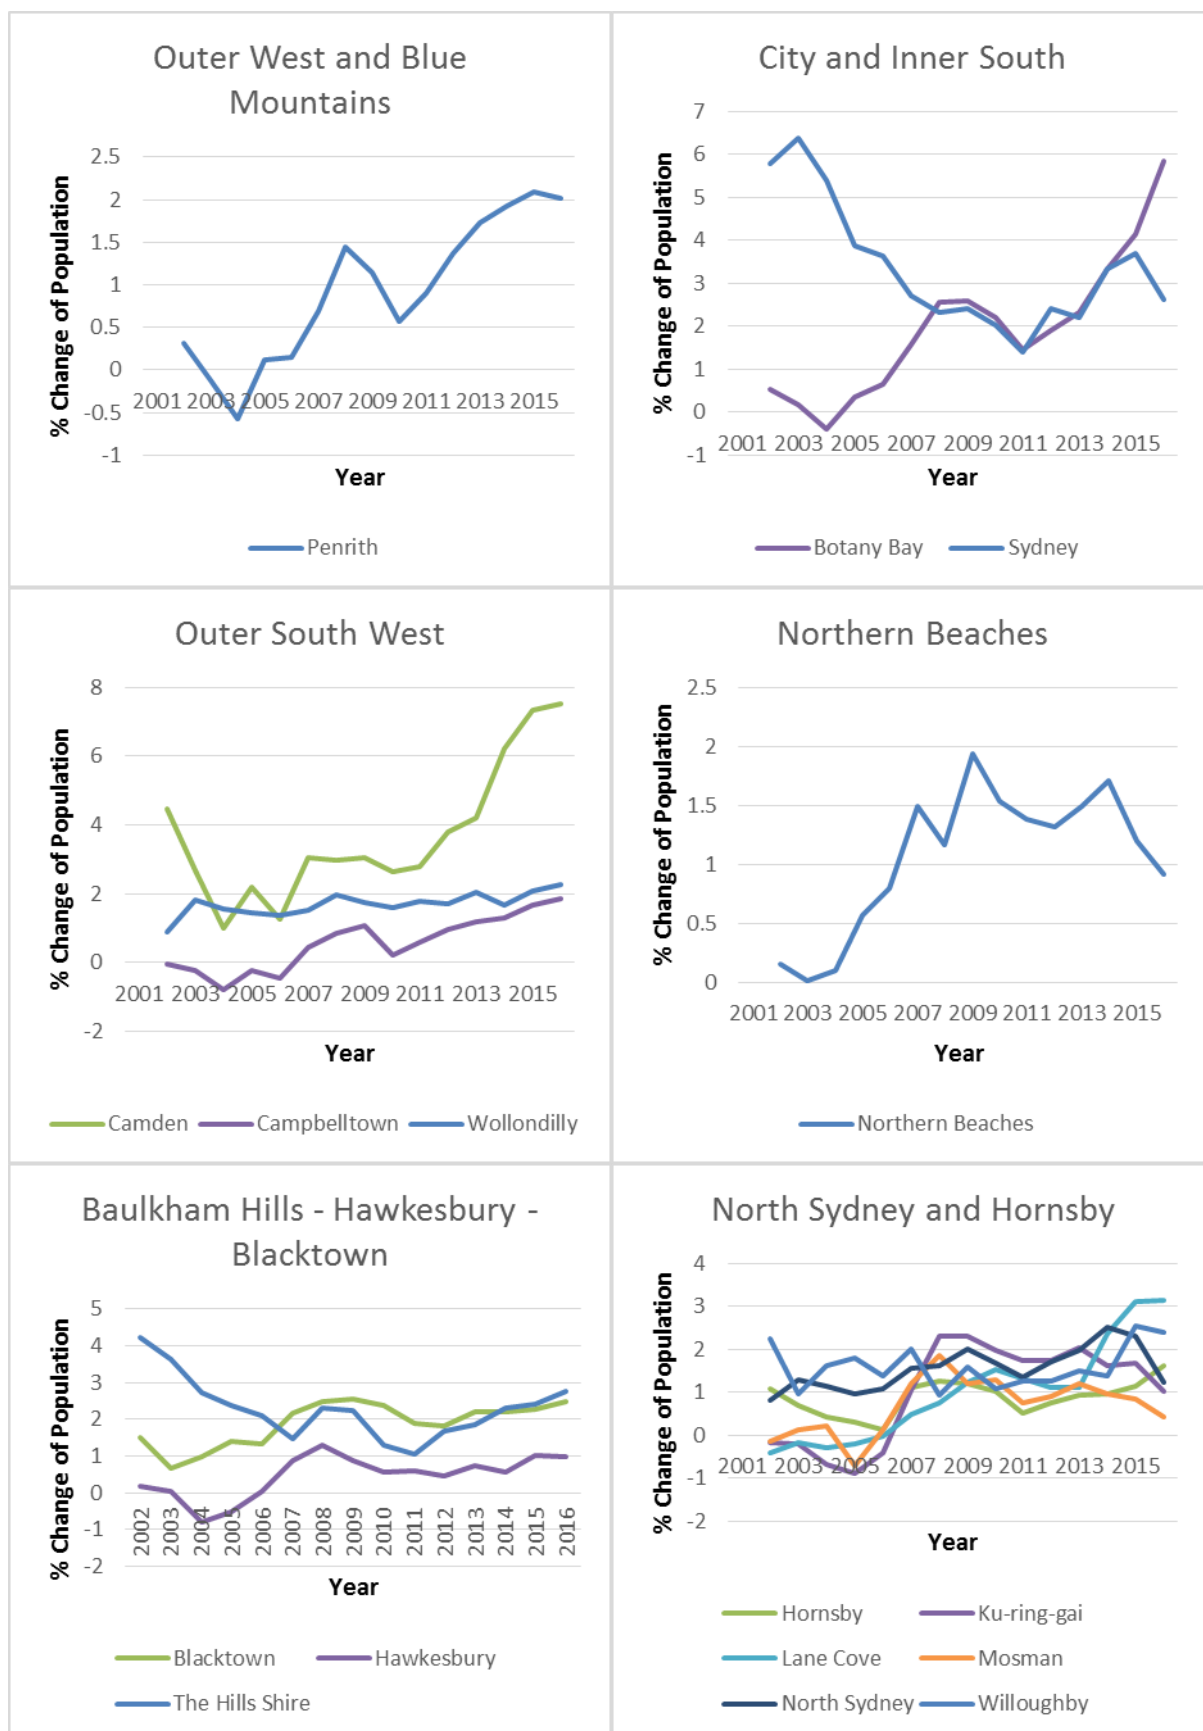 Outer West and Blue
Mountains
2.5
2
1.5
1
0.5
0
-0.5
-1
% Change of Population
2001 2003 2005 2007 2009 2011 2013 2015
Year
Penrith
City and Inner South
7
6
5
4
3
2
1
0
-1
% Change of Population
2001 2003 2005 2007 2009 2011 2013 2015
Year
Botany Bay Sydney
Outer South West
8
6
4
2
0
-2
% Change of Population
2001 2003 2005 2007 2009 2011 2013 2015
Year
Camden Campbelltown Wollondilly
Northern Beaches
2.5
2
1.5
1
0.5
0
% Change of Population
2001 2003 2005 2007 2009 2011 2013 2015
Year
Northern Beaches
Baulkham Hills - Hawkesbury -
Blacktown
5
4
3
2
1
0
-1
-2
% Change of Population
2002 2003 2004 2005 2006 2007 2008 2009 2010 2011 2012 2013 2014 2015 2016
Year
Blacktown Hawkesbury
The Hills Shire
North Sydney and Hornsby
4
3
2
1
0
-1
-2
% Change of Population
2001 2003 2005 2007 2009 2011 2013 2015
Year
Hornsby Ku-ring-gai
Lane Cove Mosman
North Sydney Willoughby